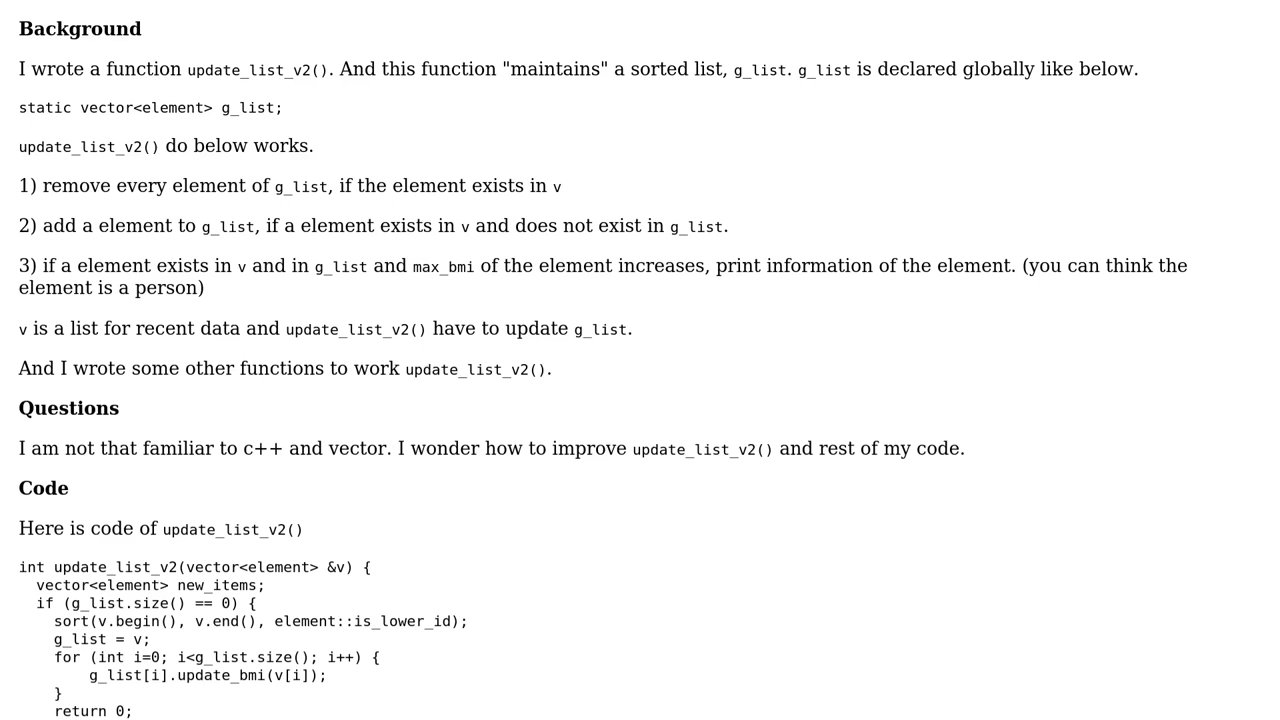 Background
I wrote a function update_list_v2(). And this function "maintains" a sorted list, g_list. g_list is declared globally like below.
static vector<element> g_list;
update_list_v2() do below works.
1) remove every element of g_list, if the element exists in v
2) add a element to g_list, if a element exists in v and does not exist in g_list.
3) if a element exists in v and in g_list and max_bmi of the element increases, print information of the element. (you can think the
element is a person)
v is a list for recent data and update_list_v2() have to update g_list.
And I wrote some other functions to work update_list_v2().
Questions
I am not that familiar to c++ and vector. I wonder how to improve update_list_v2() and rest of my code.
Code
Here is code of update_list_v2()
int update_list_v2(vector<element> &v) {
  vector<element> new_items;
  if (g_list.size() == 0) {
    sort(v.begin(), v.end(), element::is_lower_id);
    g_list = v;
    for (int i=0; i<g_list.size(); i++) {
        g_list[i].update_bmi(v[i]);
    }
    return 0;